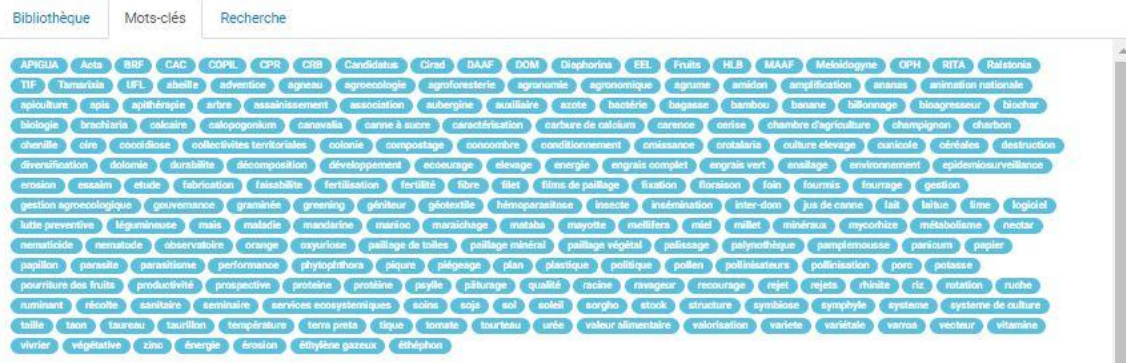 Bibliothèque Mots-clés Recherche
APIGUA Acta BRF CAC COPIL CPR CRB Candidatus Cirad DAAF DOM Diaphorina EEL Fruits HLB MAAF Meloidogyne OPH RITA Ralstonia
TIF Tamarixia UFL abeille adventice agneau agroecologie agroforesterie agronomie agronomique agrume amidon amplification ananas animation nationale
apiculture apis apithérapie arbre assainissement association aubergine auxiliaire azote bactérie bagasse bambou banane billonnage bioagresseur biochar
biologie brachiaria calcaire calopogonium canavalia canne à sucre caractérisation carbure de calcium carence cerise chambre d'agriculture champignon charbon
chenille cire coccidiose collectivites territoriales colonie compostage concombre conditionnement croissance crotalaria culture elevage cunicole céréales destruction
diversification dolomie durabilite décomposition développement ecoeurage elevage energie engrais complet engrais vert ensilage environnement epidemiosurveillance
erosion essaim etude fabrication faisabilite fertilisation fertilité fibre filet films de paillage fixation floraison foin fourmis fourrage gestion
gestion agroecologique gouvernance graminée greening géniteur géotextile hémoparasitose insecte insémination inter-dom jus de canne lait laitue lime logiciel
lutte preventive légumineuse mais maladie mandarine manioc maraichage mataba mayotte mellifera miel millet minéraux mycorhize métabolisme nectar
nematicide nematode observatoire orange oxyuriose paillage de toiles paillage minéral paillage végétal palissage palynothèque pamplemousse panicum papier
papillon parasite parasitisme performance phytophthora piqure piégeage plan plastique politique pollen pollinisateurs pollinisation porc potasse
pourriture des fruits productivité prospective proteine protéine psylle pâturage qualité racine ravageur recourage rejet rejets rhinite riz rotation ruche
ruminant récolte sanitaire seminaire services ecosystemiques soins soja sol soleil sorgho stock structure symbiose symphyle systeme systeme de culture
taille taon taureau taurillon température terra preta tique tomate tourteau urée valeur alimentaire valorisation variete variétale varroa vecteur vitamine
vivrier végétative zinc énergie érosion éthylène gazeux éthéphon